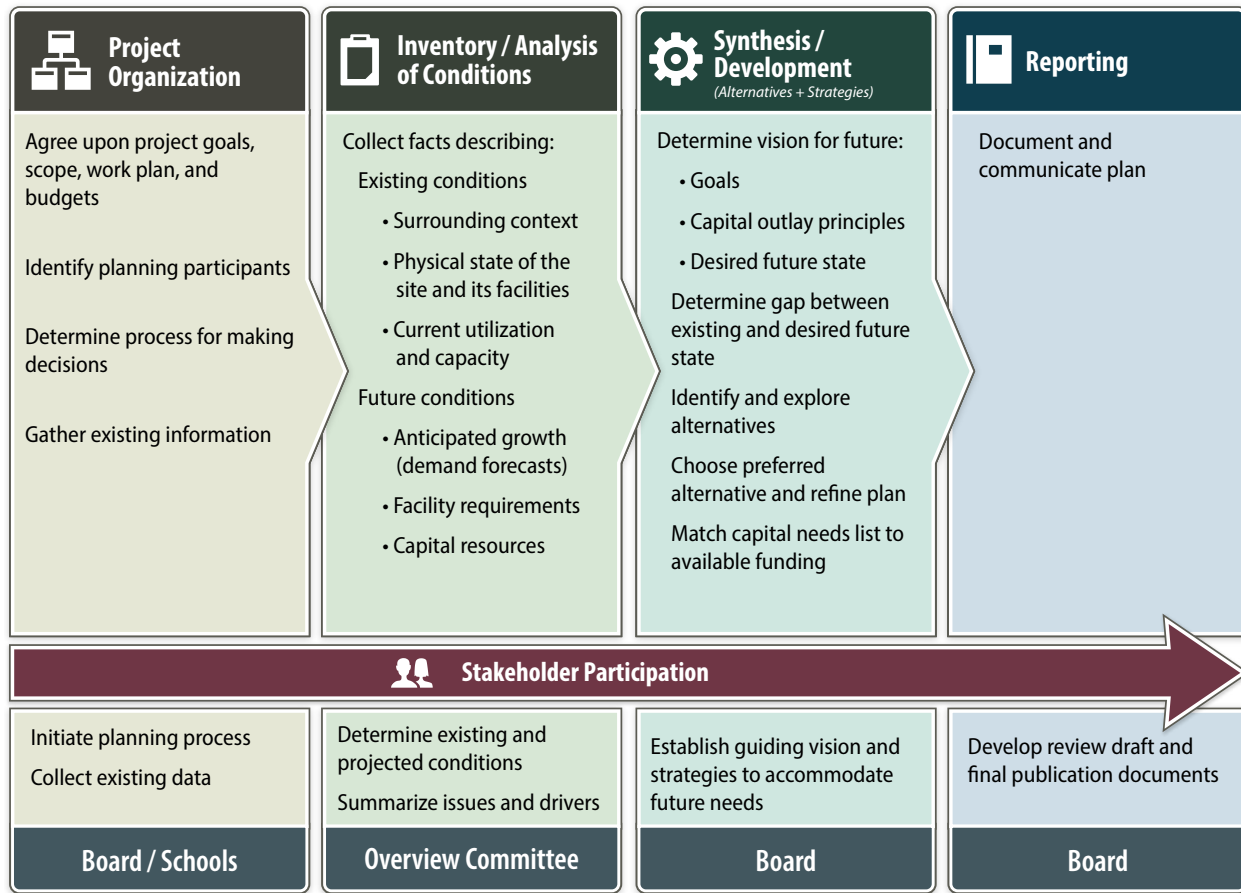 Project
Organization
Agree upon project goals,
scope, work plan, and
budgets
Identify planning participants
Determine process for making
decisions
Gather existing information
Inventory / Analysis
of Conditions
Collect facts describing:
Existing conditions
• Surrounding context
• Physical state of the
site and its facilities
• Current utilization
and capacity
Future conditions
• Anticipated growth
(demand forecasts)
• Facility requirements
• Capital resources
Synthesis /
Development
(Alternatives + Strategies)
Determine vision for future:
• Goals
• Capital outlay principles
• Desired future state
Determine gap between
existing and desired future
state
Identify and explore
alternatives
Choose preferred
alternative and refine plan
Match capital needs list to
available funding
Reporting
Document and
communicate plan
Stakeholder Participation
Initiate planning process
Collect existing data
Board / Schools
Determine existing and
projected conditions
Summarize issues and drivers
Overview Committee
Establish guiding vision and
strategies to accommodate
future needs
Board
Develop review draft and
final publication documents
Board